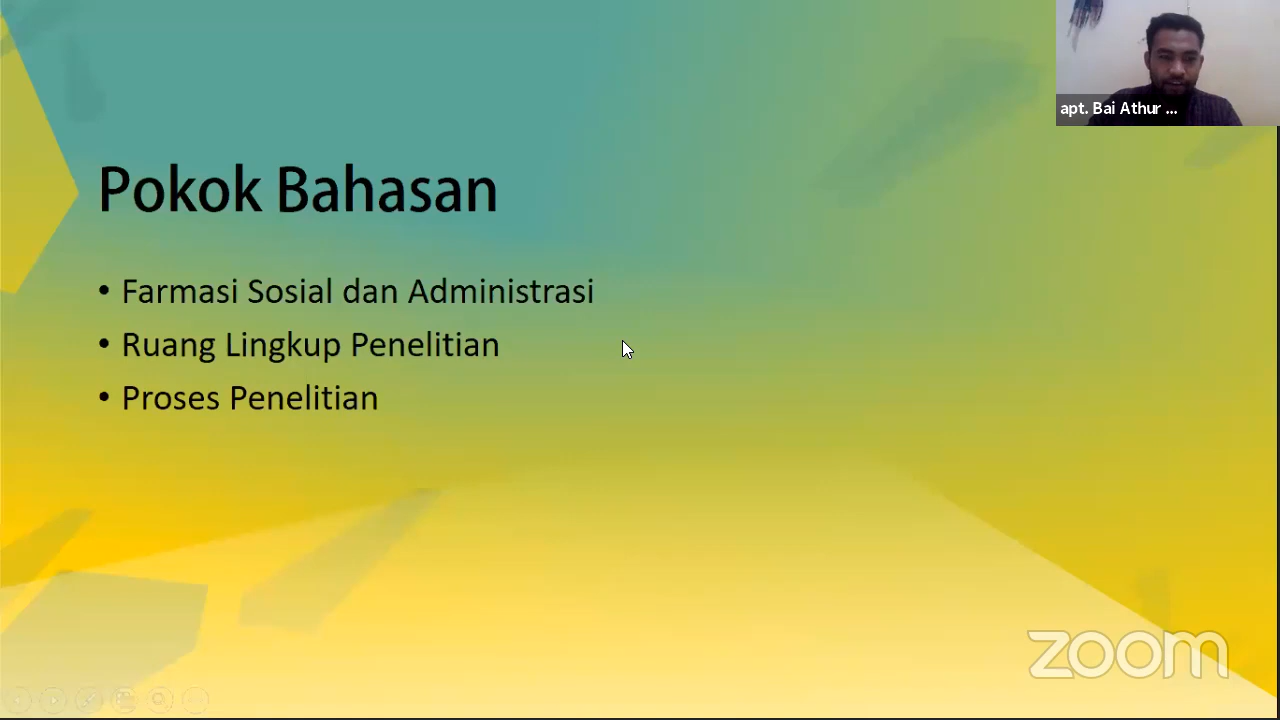 apt. Bai Athur ...
Pokok Bahasan
• Farmasi Sosial dan Administrasi
• Ruang Lingkup Penelitian
• Proses Penelitian
zoom